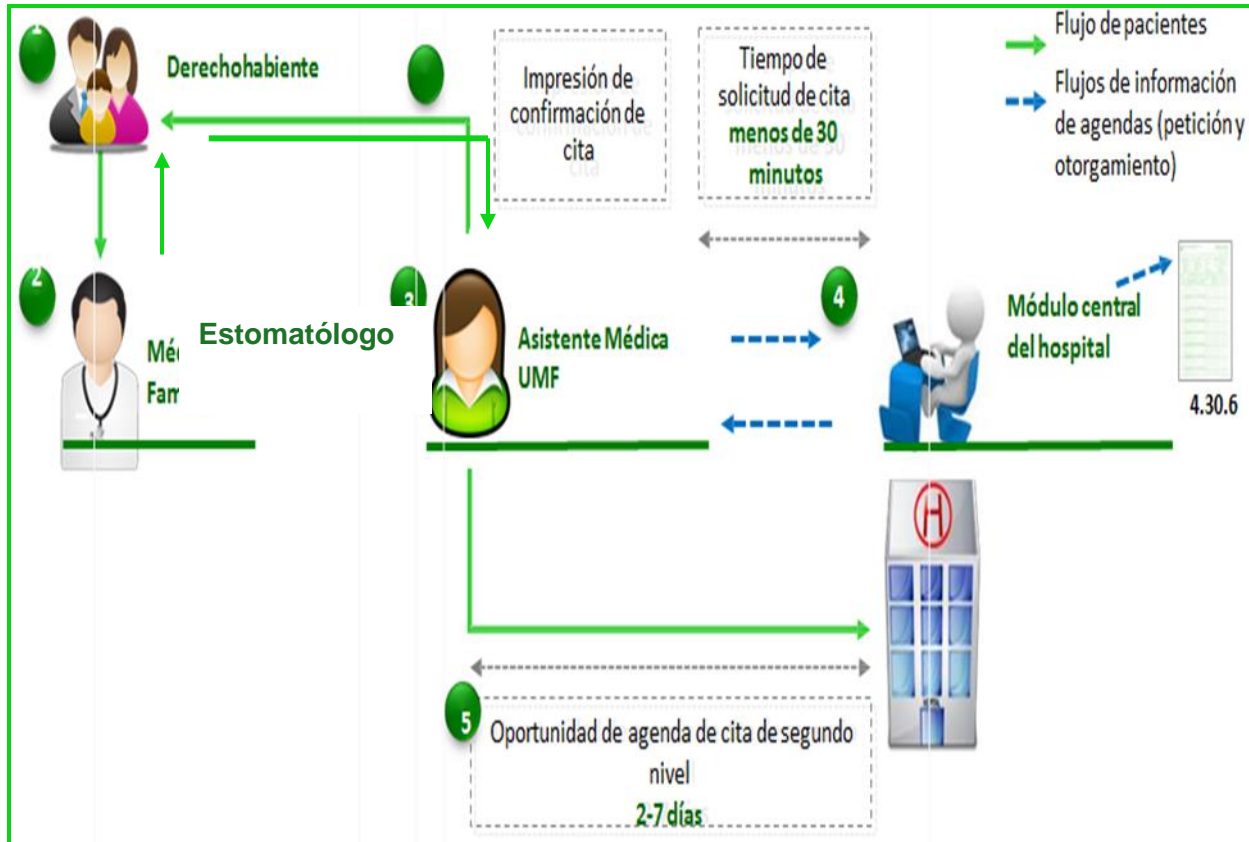 1
Derechohabiente
Impresión de
confirmación de
cita
Tiempo de
solicitud de cita
menos de 30
minutos
Flujo de pacientes
Flujos de información
de agendas (petición y
otorgamiento)
2
Estomatólogo
3
Asistente Médica
UMF
4
Módulo central
del hospital
4.30.6
H
5
Oportunidad de agenda de cita de segundo
nivel
2-7 días